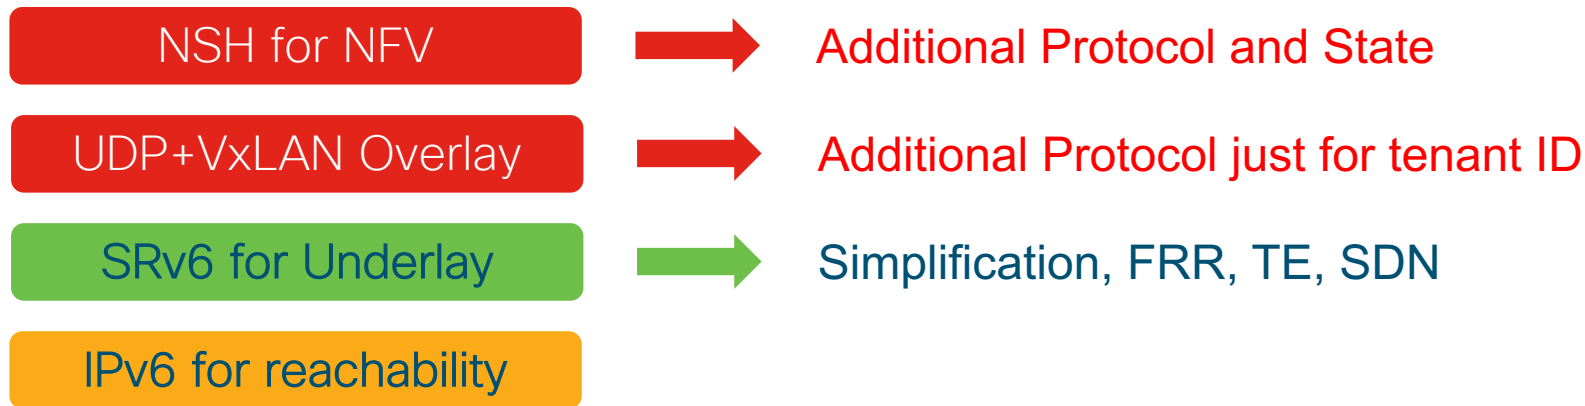 NSH for NFV
Additional Protocol and State
UDP+VxLAN Overlay
Additional Protocol just for tenant ID
SRv6 for Underlay
Simplification, FRR, TE, SDN
IPv6 for reachability